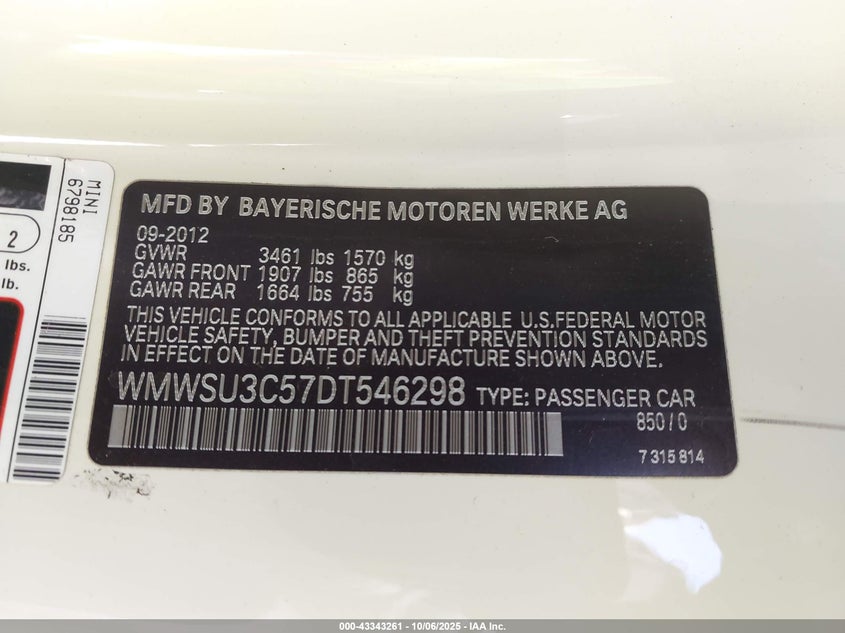 MINI
6798185
2
lbs.
lb.
MFD BY BAYERISCHE MOTOREN WERKE AG
09-2012
GVWR 3461 lbs 1570 kg
GAWR FRONT 1907 lbs 865 kg
GAWR REAR 1664 lbs 755 kg
THIS VEHICLE CONFORMS TO ALL APPLICABLE U.S.FEDERAL MOTOR
VEHICLE SAFETY, BUMPER AND THEFT PREVENTION STANDARDS
IN EFFECT ON THE DATE OF MANUFACTURE SHOWN ABOVE.
WMWSU3C57DT546298 TYPE: PASSENGER CAR
850/0
7 315 814
000-43343261 - 10/06/2025 - IAA Inc.